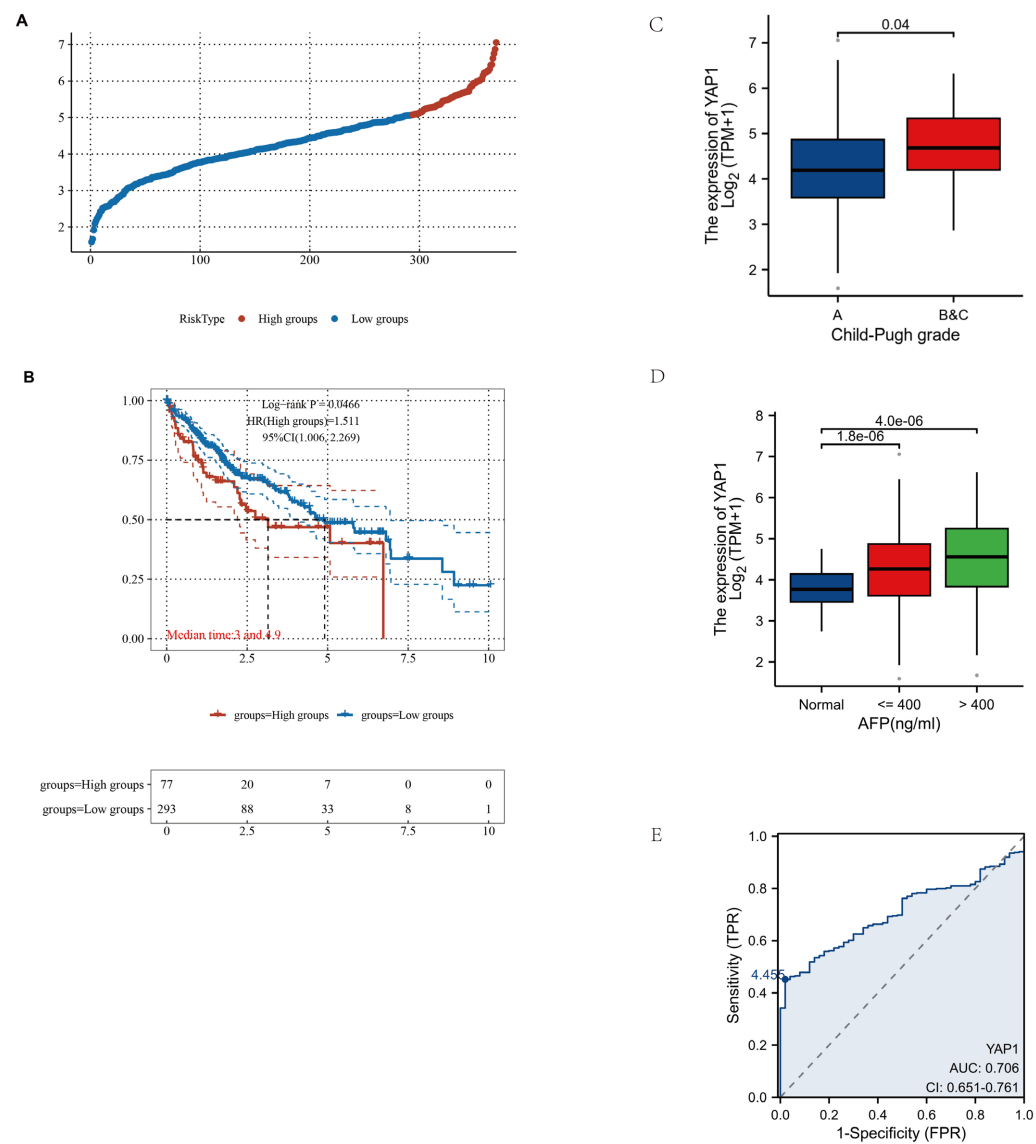 A
7
6
5
4
3
2
0 100 200 300
RiskType High groups Low groups
B
1.00
0.75
0.50
0.25
0.00
Log−rank P = 0.0466
HR(High groups)=1.511
95%CI(1.006, 2.269)
Median time:3 and 4.9
0 2.5 5 7.5 10
groups=High groups groups=Low groups
groups=High groups 77 20 7 0 0
groups=Low groups 293 88 33 8 1
0 2.5 5 7.5 10
C
The expression of YAP1
Log2 (TPM+1)
7
6
5
4
3
2
0.04
A B&C
Child-Pugh grade
D
The expression of YAP1
Log2 (TPM+1)
8
7
6
5
4
3
2
4.0e-06
1.8e-06
Normal <= 400 > 400
AFP(ng/ml)
E
Sensitivity (TPR)
1.0
0.8
0.6
0.4
0.2
0.0
4.455
YAP1
AUC: 0.706
CI: 0.651-0.761
0.0 0.2 0.4 0.6 0.8 1.0
1-Specificity (FPR)